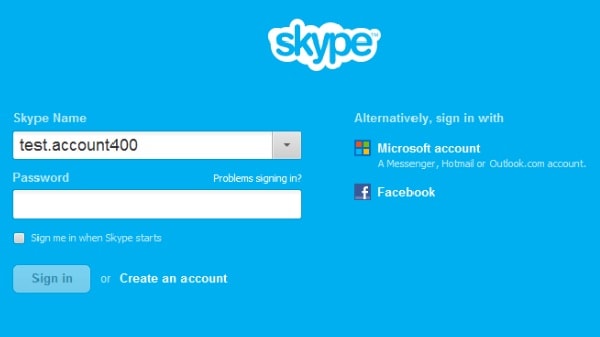 skype™
Skype Name
test.account400
Password
Problems signing in?
Sign me in when Skype starts
Sign in or Create an account
Alternatively, sign in with
Microsoft account
A Messenger, Hotmail or Outlook.com account.
Facebook